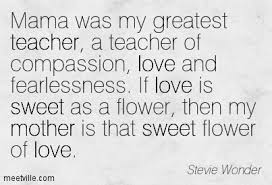 Mama was my greatest
teacher, a teacher of
compassion, love and
fearlessness. If love is
sweet as a flower, then my
mother is that sweet flower
of love.
Stevie Wonder
meetville.com